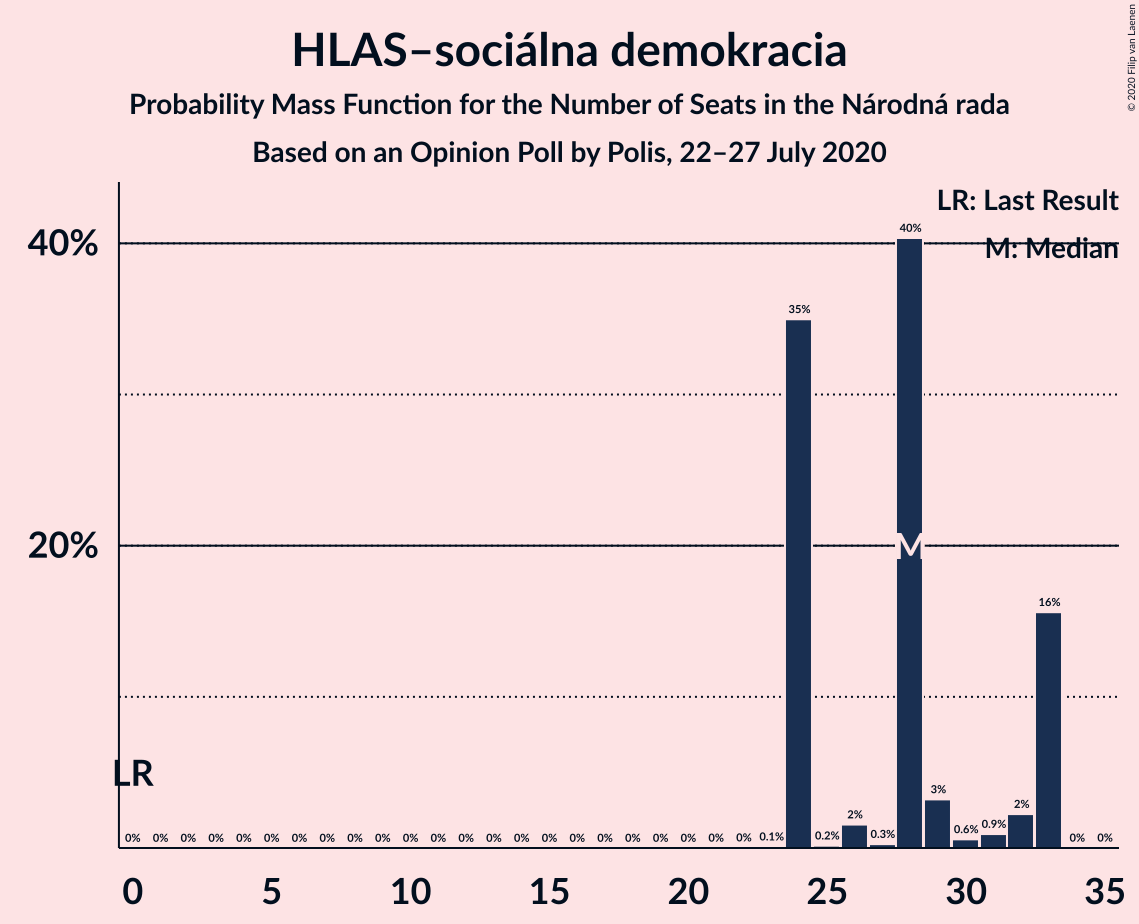 HLAS–sociálna demokracia
Probability Mass Function for the Number of Seats in the Národná rada
Based on an Opinion Poll by Polis, 22–27 July 2020
© 2020 Filip van Laenen
LR: Last Result
M: Median
40%
20%
40%
35%
M
16%
LR
0% 0% 0% 0% 0% 0% 0% 0% 0% 0% 0% 0% 0% 0% 0% 0% 0% 0% 0% 0% 0% 0% 0% 0.1% 0.2% 2% 0.3% 3% 0.6% 0.9% 2% 0% 0%
0 5 10 15 20 25 30 35